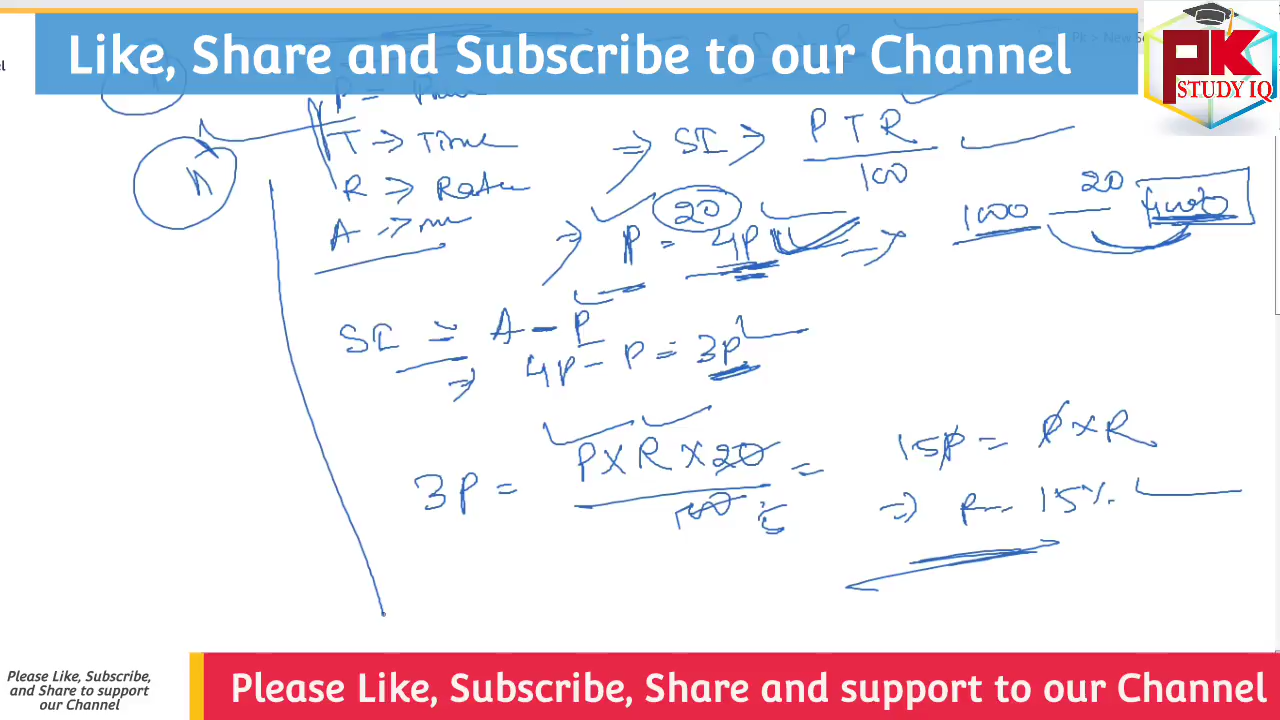 Like, Share and Subscribe to our Channel
PK
STUDY IQ
P =
T → Time
R → Rate
A →
⇒ SI ⇒ P T R / 100
20
⇒ P = 4P → 1000 — 20
SI = A - P
⇒ 4P - P = 3P
3P = P × R × 20 / 100 5 = 15P = P × R
⇒ R = 15%
Please Like, Subscribe,
and Share to support
our Channel
Please Like, Subscribe, Share and support to our Channel